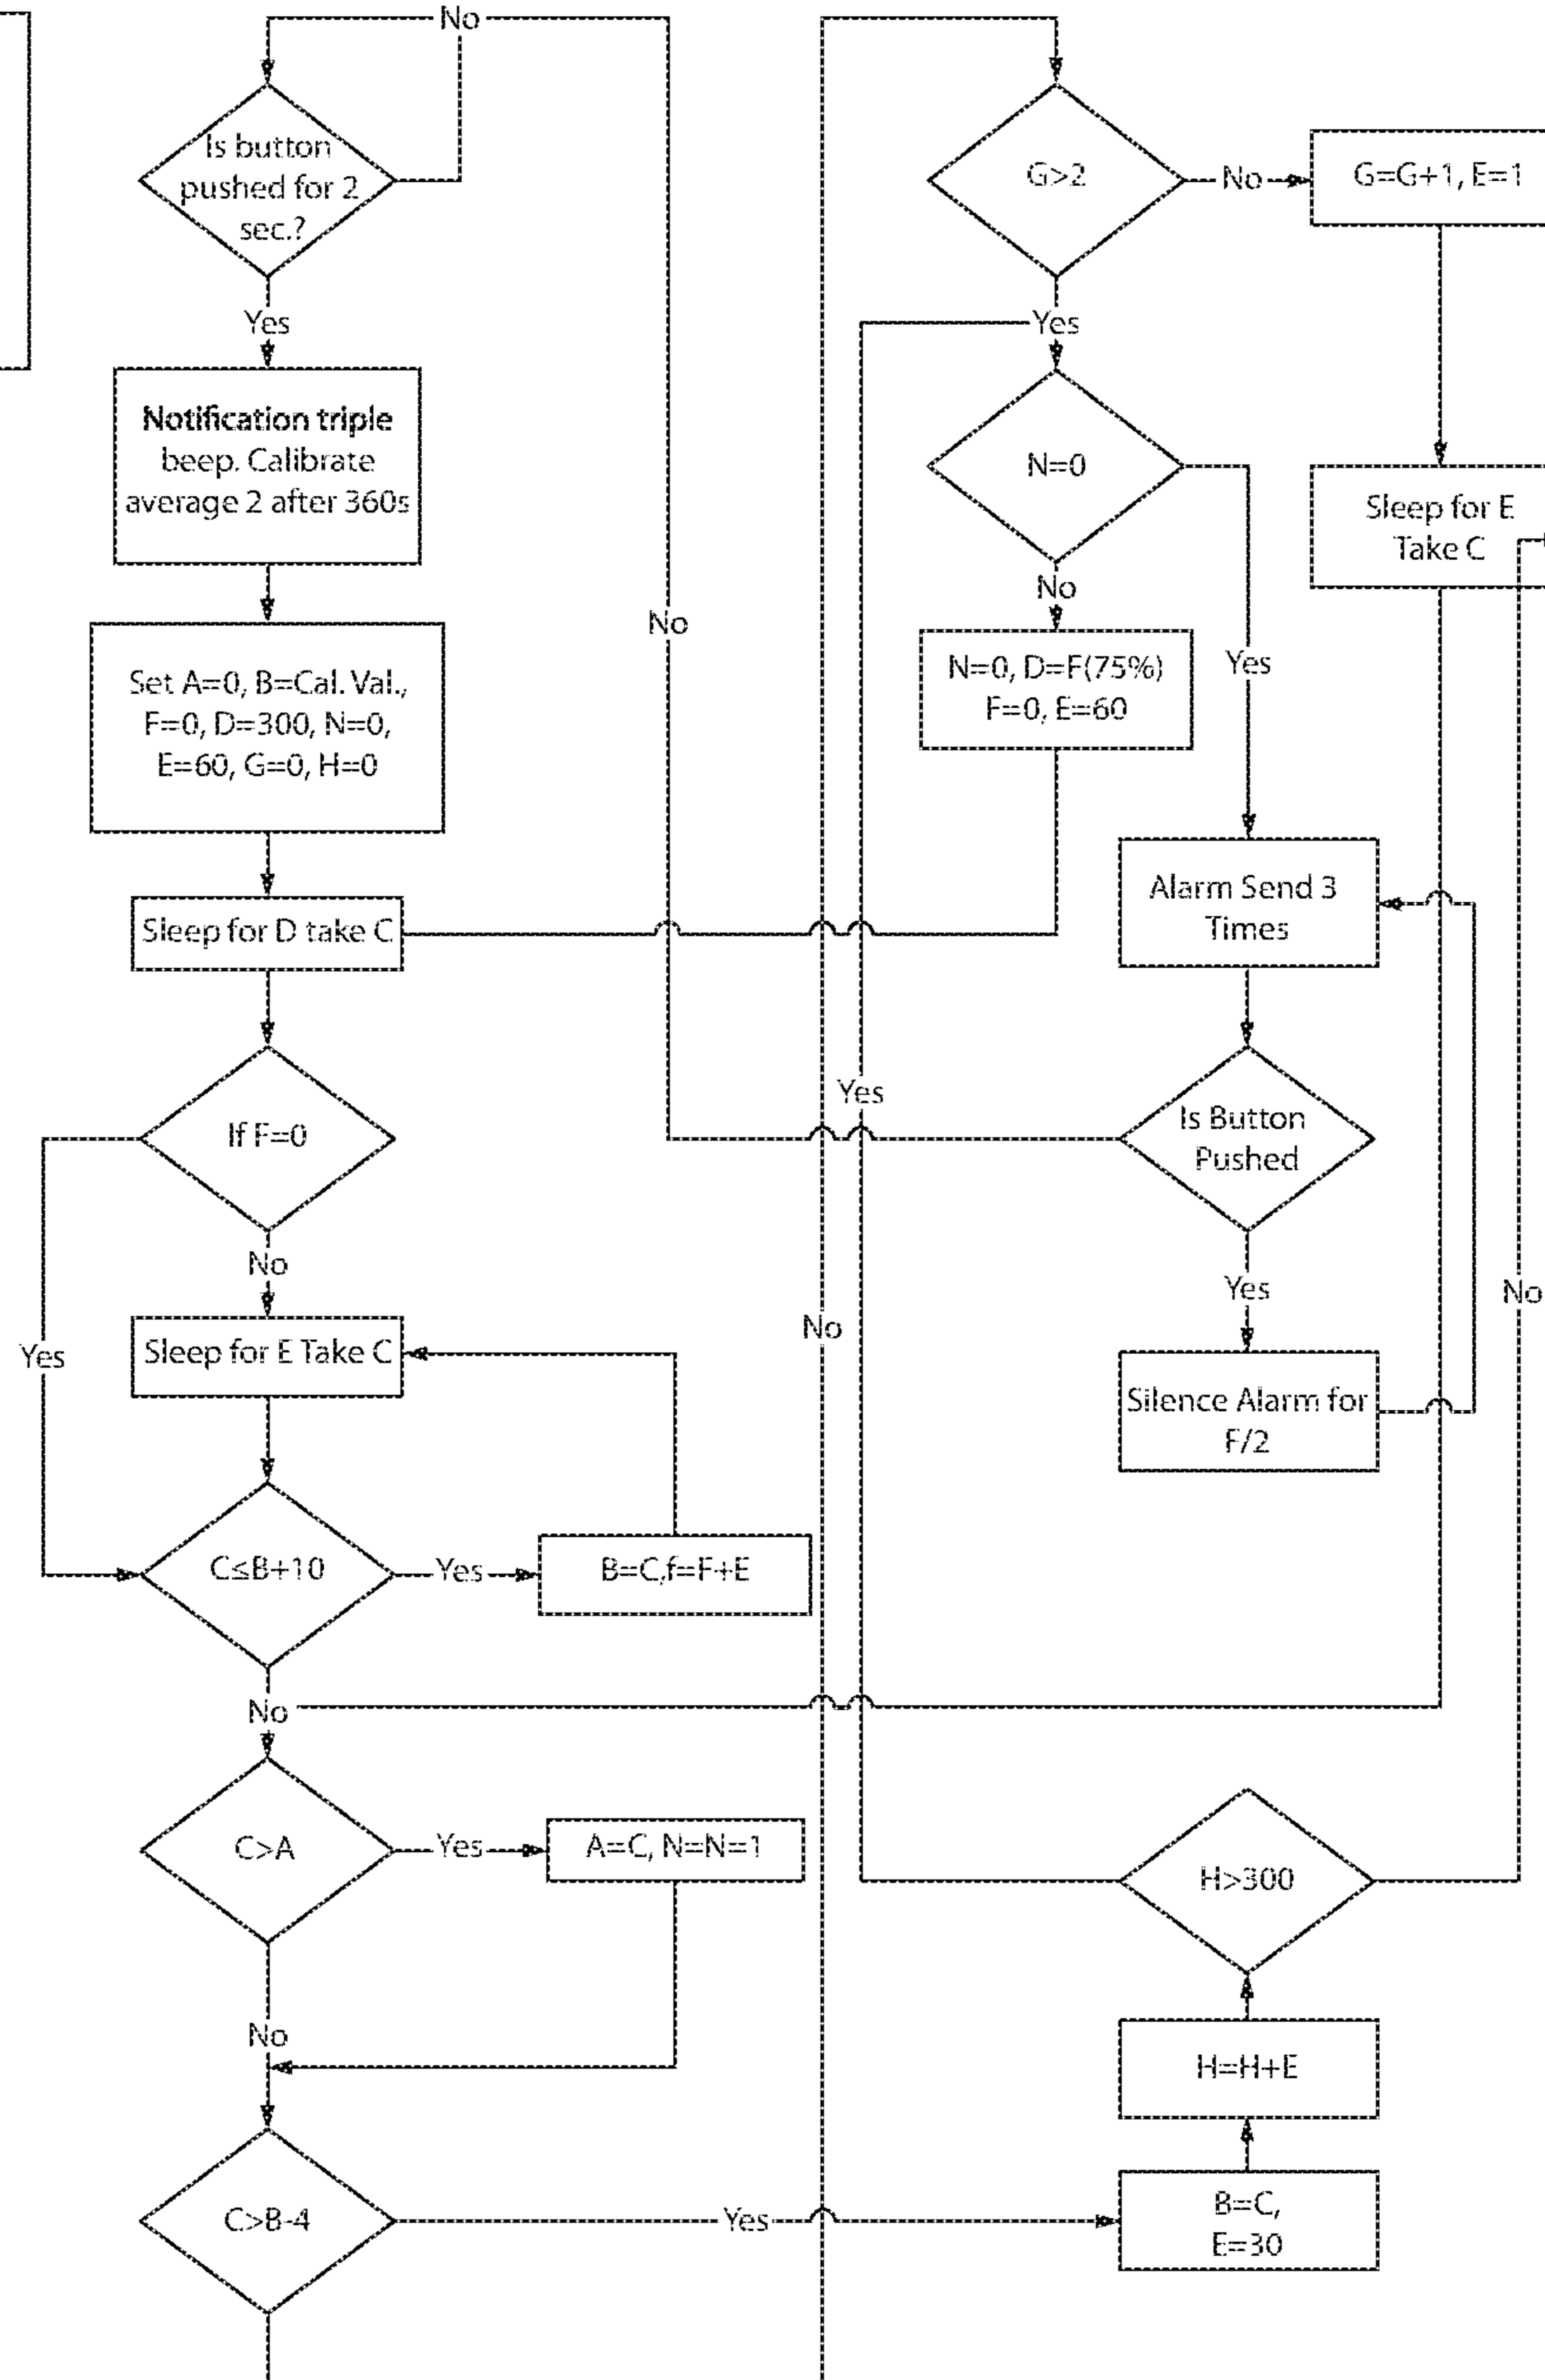 No
Is button
pushed for 2
sec.?
Yes
Notification triple
beep. Calibrate
average 2 after 360s
Set A=0, B=Cal. Val.,
F=0, D=300, N=0,
E=60, G=0, H=0
Sleep for D take C
If F=0
No
Yes
Sleep for E Take C
C≤B+10
Yes
B=C,f=F+E
No
C>A
Yes
A=C, N=N=1
No
C>B-4
Yes
No
No
Yes
G>2
No
G=G+1, E=1
Yes
N=0
Sleep for E
Take C
No
Yes
N=0, D=F(75%)
F=0, E=60
Alarm Send 3
Times
Is Button
Pushed
Yes
No
Silence Alarm for
F/2
H>300
H=H+E
B=C,
E=30